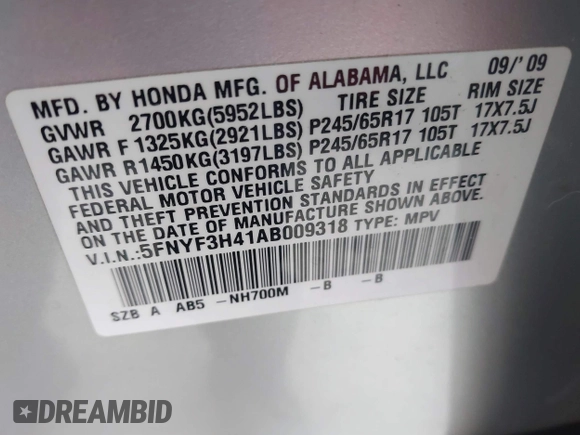 MFD. BY HONDA MFG. OF ALABAMA, LLC 09/'09
GVWR 2700KG(5952LBS) TIRE SIZE RIM SIZE
GAWR F 1325KG(2921LBS) P245/65R17 105T 17X7.5J
GAWR R1450KG(3197LBS) P245/65R17 105T 17X7.5J
THIS VEHICLE CONFORMS TO ALL APPLICABLE
FEDERAL MOTOR VEHICLE SAFETY
AND THEFT PREVENTION STANDARDS IN EFFECT
ON THE DATE OF MANUFACTURE SHOWN ABOVE.
V.I.N.:5FNYF3H41AB009318 TYPE: MPV
SZB A AB5 -NH700M -B -B
DREAMBID